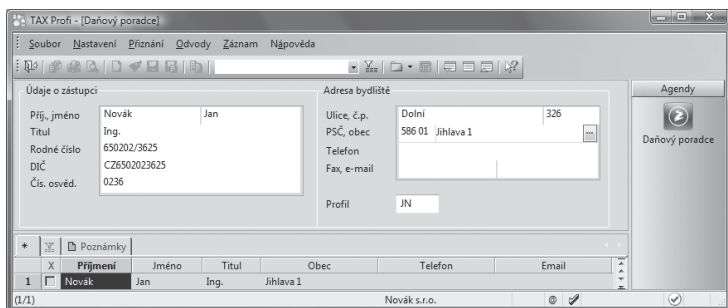 TAX Profi - [Daňový poradce]
Soubor Nastavení Přiznání Odvody Záznam Nápověda
Údaje o zástupci
Příj., jméno Novák Jan
Titul Ing.
Rodné číslo 650202/3625
DIČ CZ6502023625
Čís. osvěd. 0236
Adresa bydliště
Ulice, č.p. Dolní 326
PSČ, obec 586 01 Jihlava 1 ...
Telefon
Fax, e-mail
Profil JN
Agendy
Daňový poradce
* Poznámky
X Příjmení Jméno Titul Obec Telefon Email
1 Novák Jan Ing. Jihlava 1
(1/1) Novák s.r.o. @